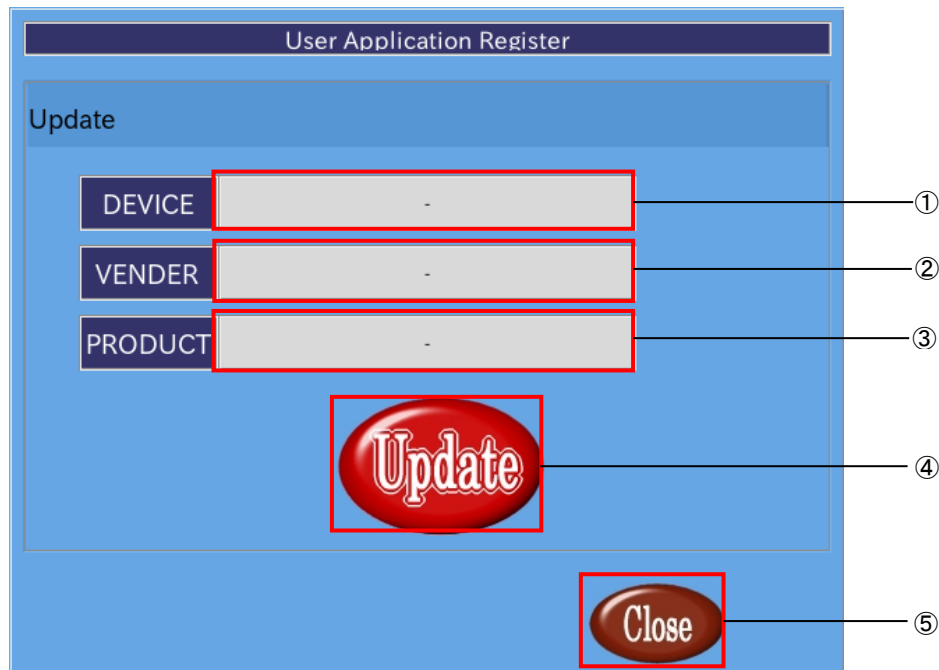 User Application Register
Update
DEVICE - ①
VENDER - ②
PRODUCT - ③
Update ④
Close ⑤